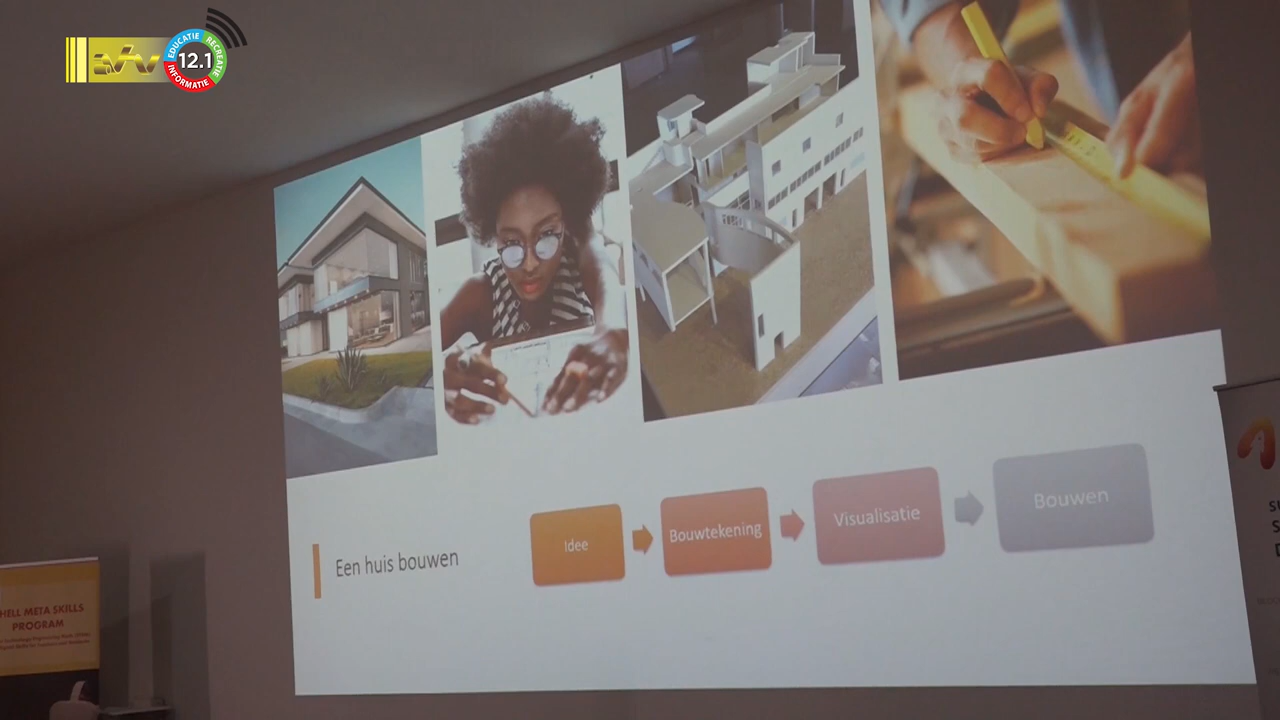 EDUCATIE
RECREATIE
INFORMATIE
12.1
Een huis bouwen
Idee
Bouwtekening
Visualisatie
Bouwen
HELL META SKILLS
PROGRAM